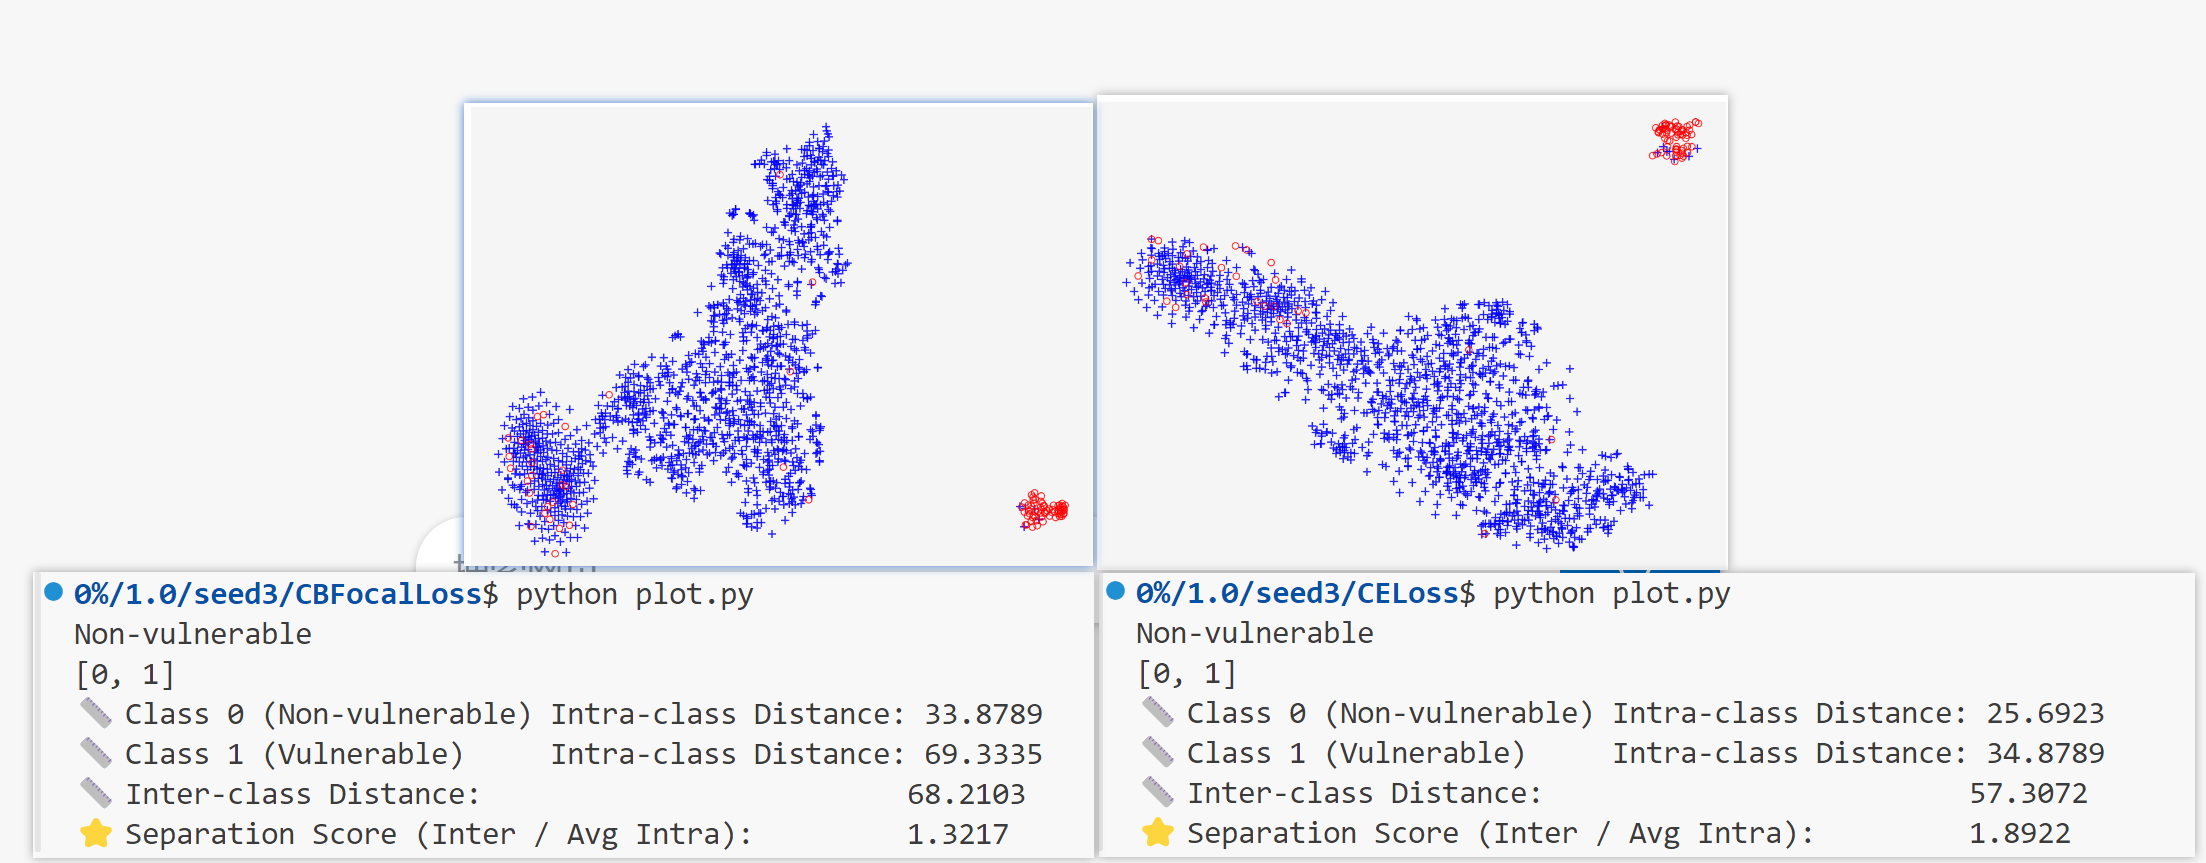 0%/1.0/seed3/CBFocalLoss$ python plot.py
Non-vulnerable
[0, 1]
Class 0 (Non-vulnerable) Intra-class Distance: 33.8789
Class 1 (Vulnerable) Intra-class Distance: 69.3335
Inter-class Distance: 68.2103
Separation Score (Inter / Avg Intra): 1.3217
0%/1.0/seed3/CELoss$ python plot.py
Non-vulnerable
[0, 1]
Class 0 (Non-vulnerable) Intra-class Distance: 25.6923
Class 1 (Vulnerable) Intra-class Distance: 34.8789
Inter-class Distance: 57.3072
Separation Score (Inter / Avg Intra): 1.8922